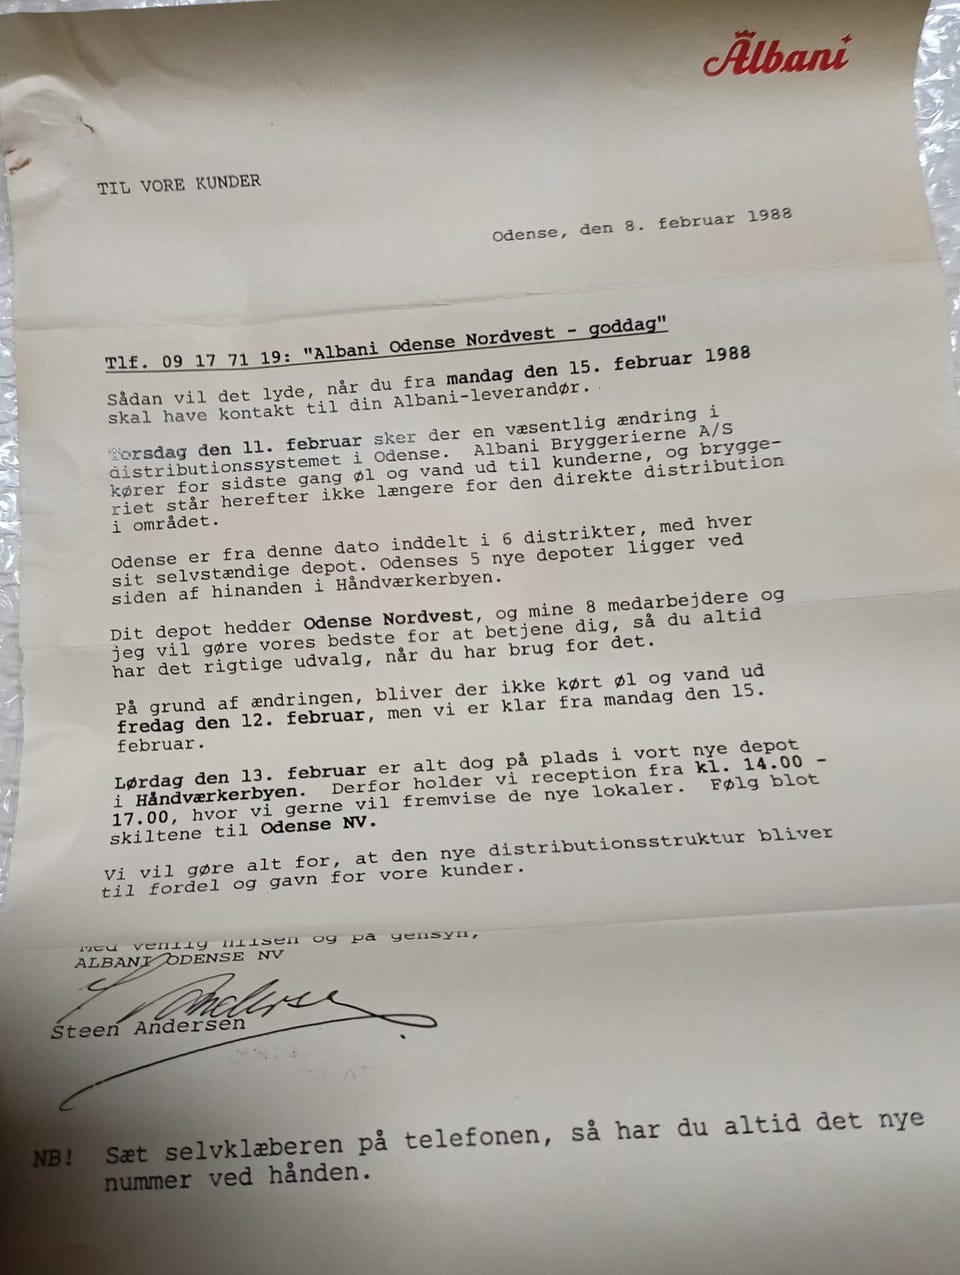 Albani
TIL VORE KUNDER
Odense, den 8. februar 1988
Tlf. 09 17 71 19: "Albani Odense Nordvest - goddag"
Sådan vil det lyde, når du fra mandag den 15. februar 1988
skal have kontakt til din Albani-leverandør.
Torsdag den 11. februar sker der en væsentlig ændring i
distributionssystemet i Odense. Albani Bryggerierne A/S
kører for sidste gang øl og vand ud til kunderne, og brygge-
riet står herefter ikke længere for den direkte distribution
i området.
Odense er fra denne dato inddelt i 6 distrikter, med hver
sit selvstændige depot. Odenses 5 nye depoter ligger ved
siden af hinanden i Håndværkerbyen.
Dit depot hedder Odense Nordvest, og mine 8 medarbejdere og
jeg vil gøre vores bedste for at betjene dig, så du altid
har det rigtige udvalg, når du har brug for det.
På grund af ændringen, bliver der ikke kørt øl og vand ud
fredag den 12. februar, men vi er klar fra mandag den 15.
februar.
Lørdag den 13. februar er alt dog på plads i vort nye depot
i Håndværkerbyen. Derfor holder vi reception fra kl. 14.00 -
17.00, hvor vi gerne vil fremvise de nye lokaler. Følg blot
skiltene til Odense NV.
Vi vil gøre alt for, at den nye distributionsstruktur bliver
til fordel og gavn for vore kunder.
Med venlig hilsen og på gensyn,
ALBANI ODENSE NV
Steen Andersen
NB! Sæt selvklæberen på telefonen, så har du altid det nye
nummer ved hånden.